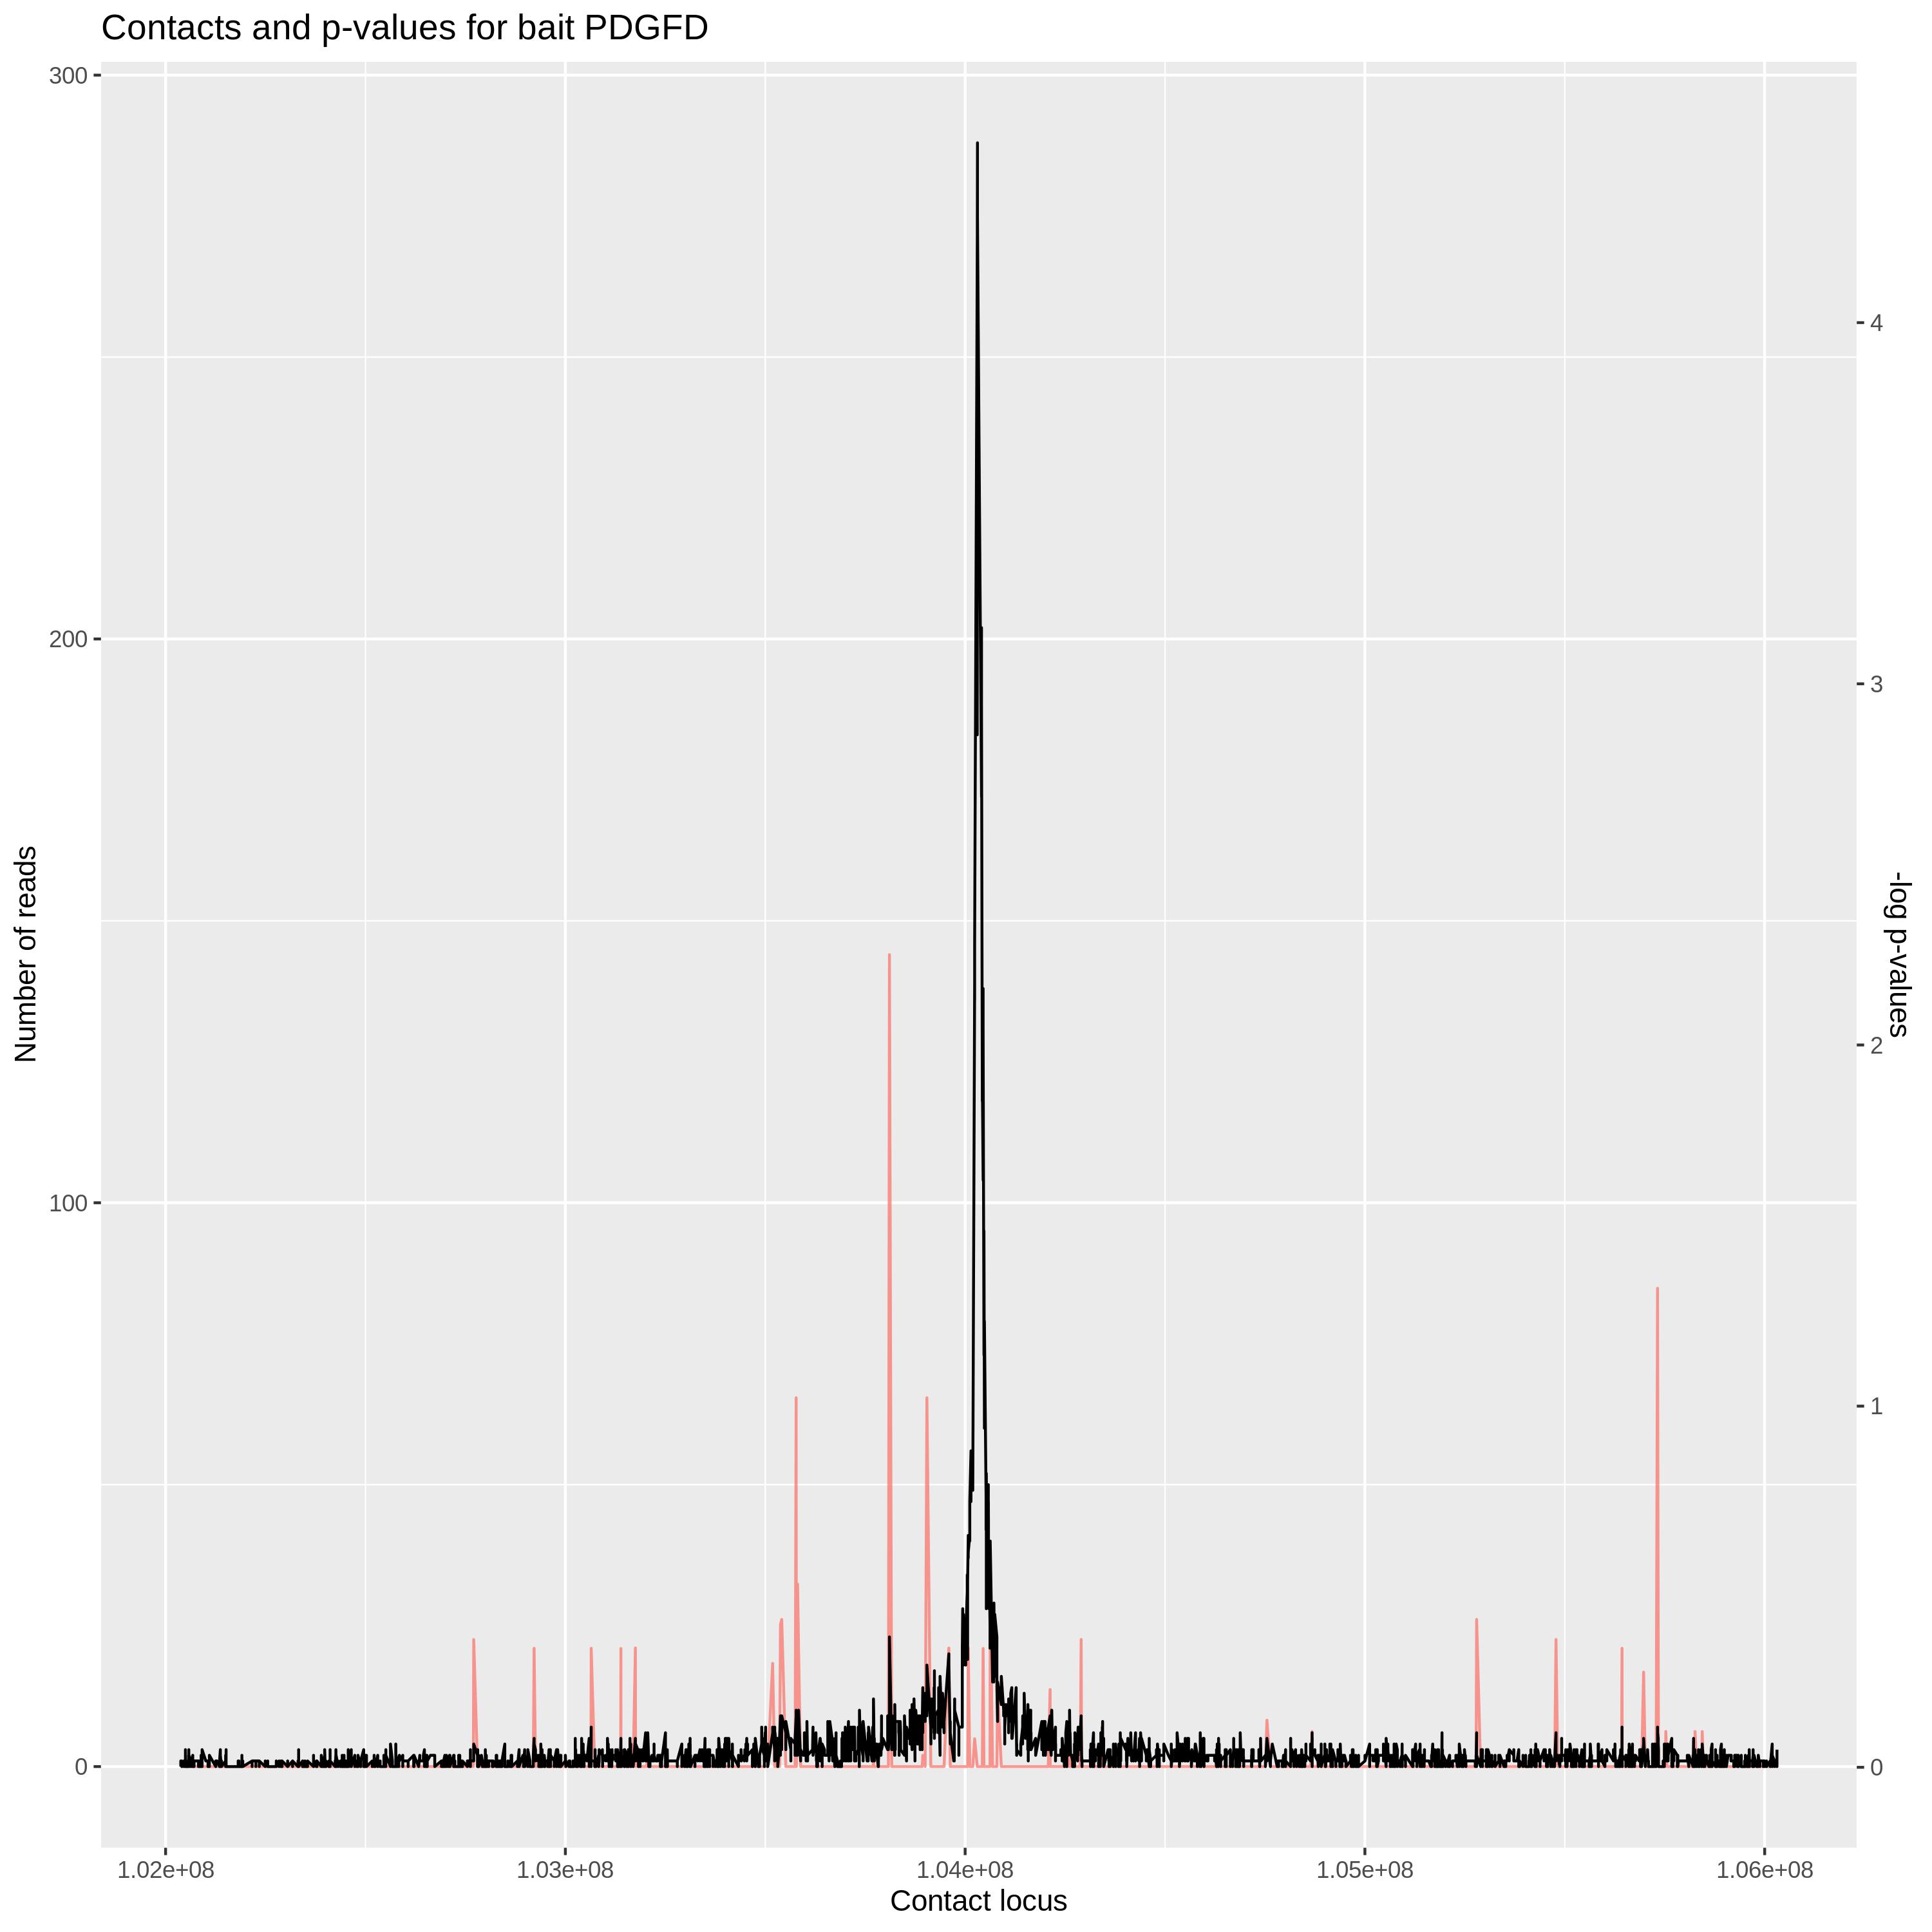 Contacts and p-values for bait PDGFD
300
200
100
0
Number of reads
4
3
2
1
0
-log p-values
1.02e+08
1.03e+08
1.04e+08
1.05e+08
1.06e+08
Contact locus